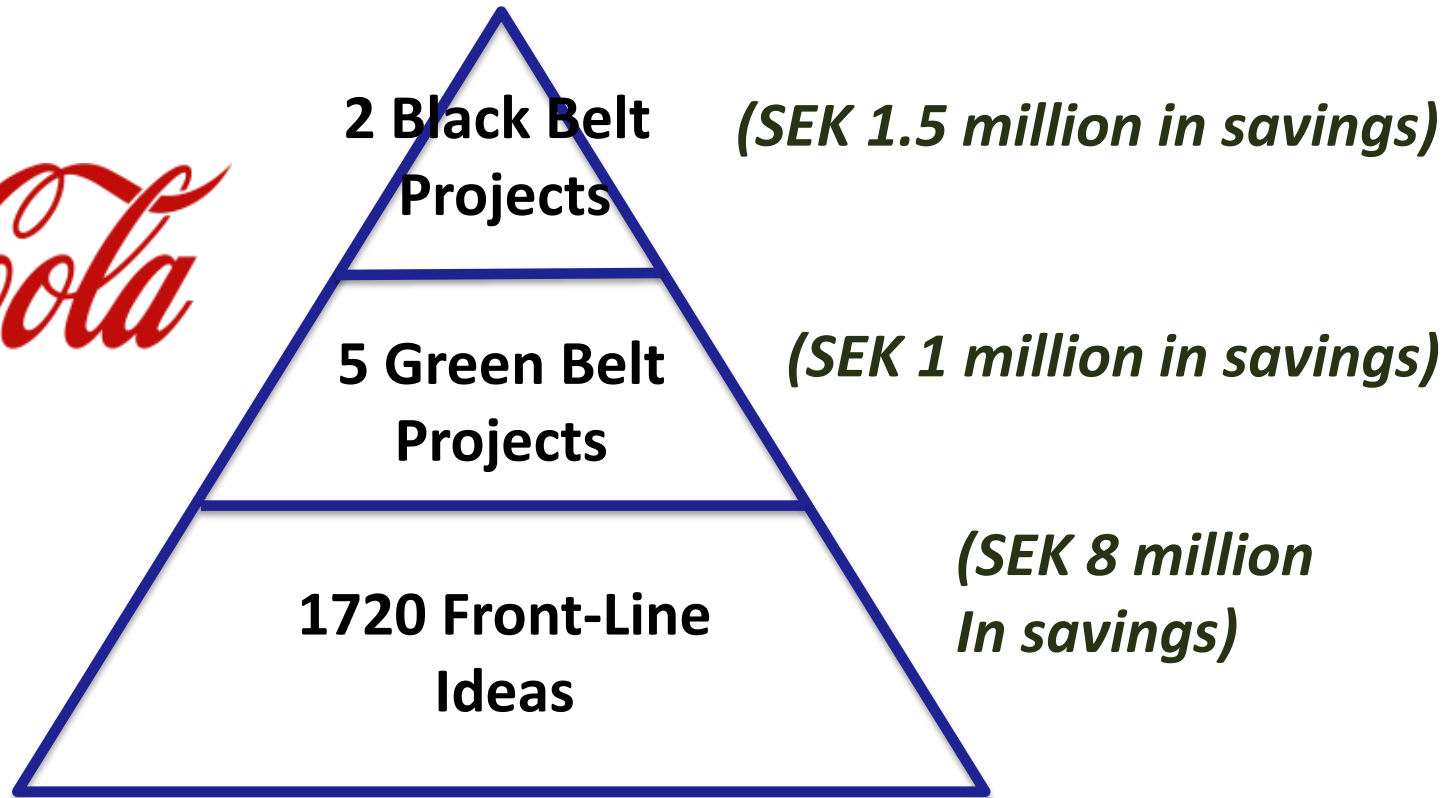 2 Black Belt
Projects
(SEK 1.5 million in savings)
Cola
5 Green Belt
Projects
(SEK 1 million in savings)
1720 Front-Line
Ideas
(SEK 8 million
In savings)